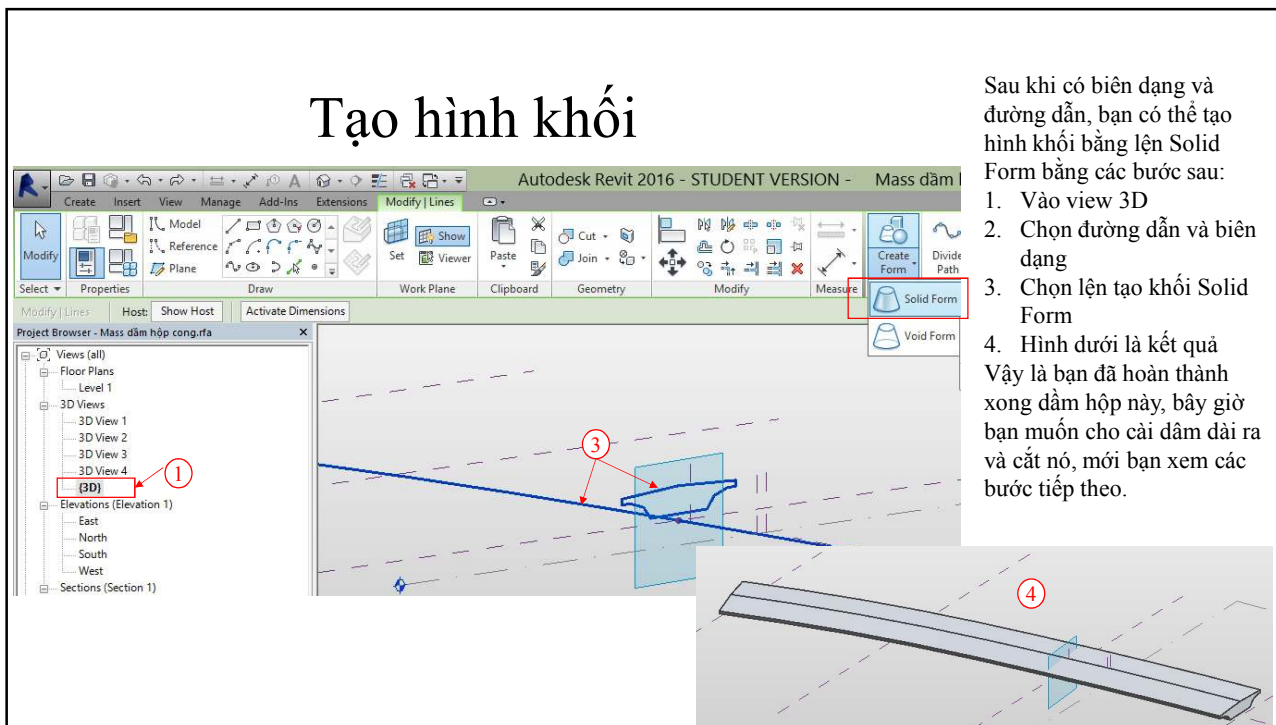 Tạo hình khối
Sau khi có biên dạng và
đường dẫn, bạn có thể tạo
hình khối bằng lện Solid
Form bằng các bước sau:
1. Vào view 3D
2. Chọn đường dẫn và biên
dạng
3. Chọn lện tạo khối Solid
Form
4. Hình dưới là kết quả
Vậy là bạn đã hoàn thành
xong dầm hộp này, bây giờ
bạn muốn cho cài dâm dài ra
và cắt nó, mới bạn xem các
bước tiếp theo.
Autodesk Revit 2016 - STUDENT VERSION - Mass dầm
Create Insert View Manage Add-Ins Extensions Modify | Lines
Modify
Model
Reference
Plane
Set
Show
Viewer
Paste
Cut
Join
Create
Form
Divide
Path
Select Properties Draw Work Plane Clipboard Geometry Modify Measure
Solid Form
Void Form
Modify | Lines Host: Show Host Activate Dimensions
Project Browser - Mass dầm hộp cong.rfa
Views (all)
Floor Plans
Level 1
3D Views
3D View 1
3D View 2
3D View 3
3D View 4
{3D}
Elevations (Elevation 1)
East
North
South
West
Sections (Section 1)
1
3
4